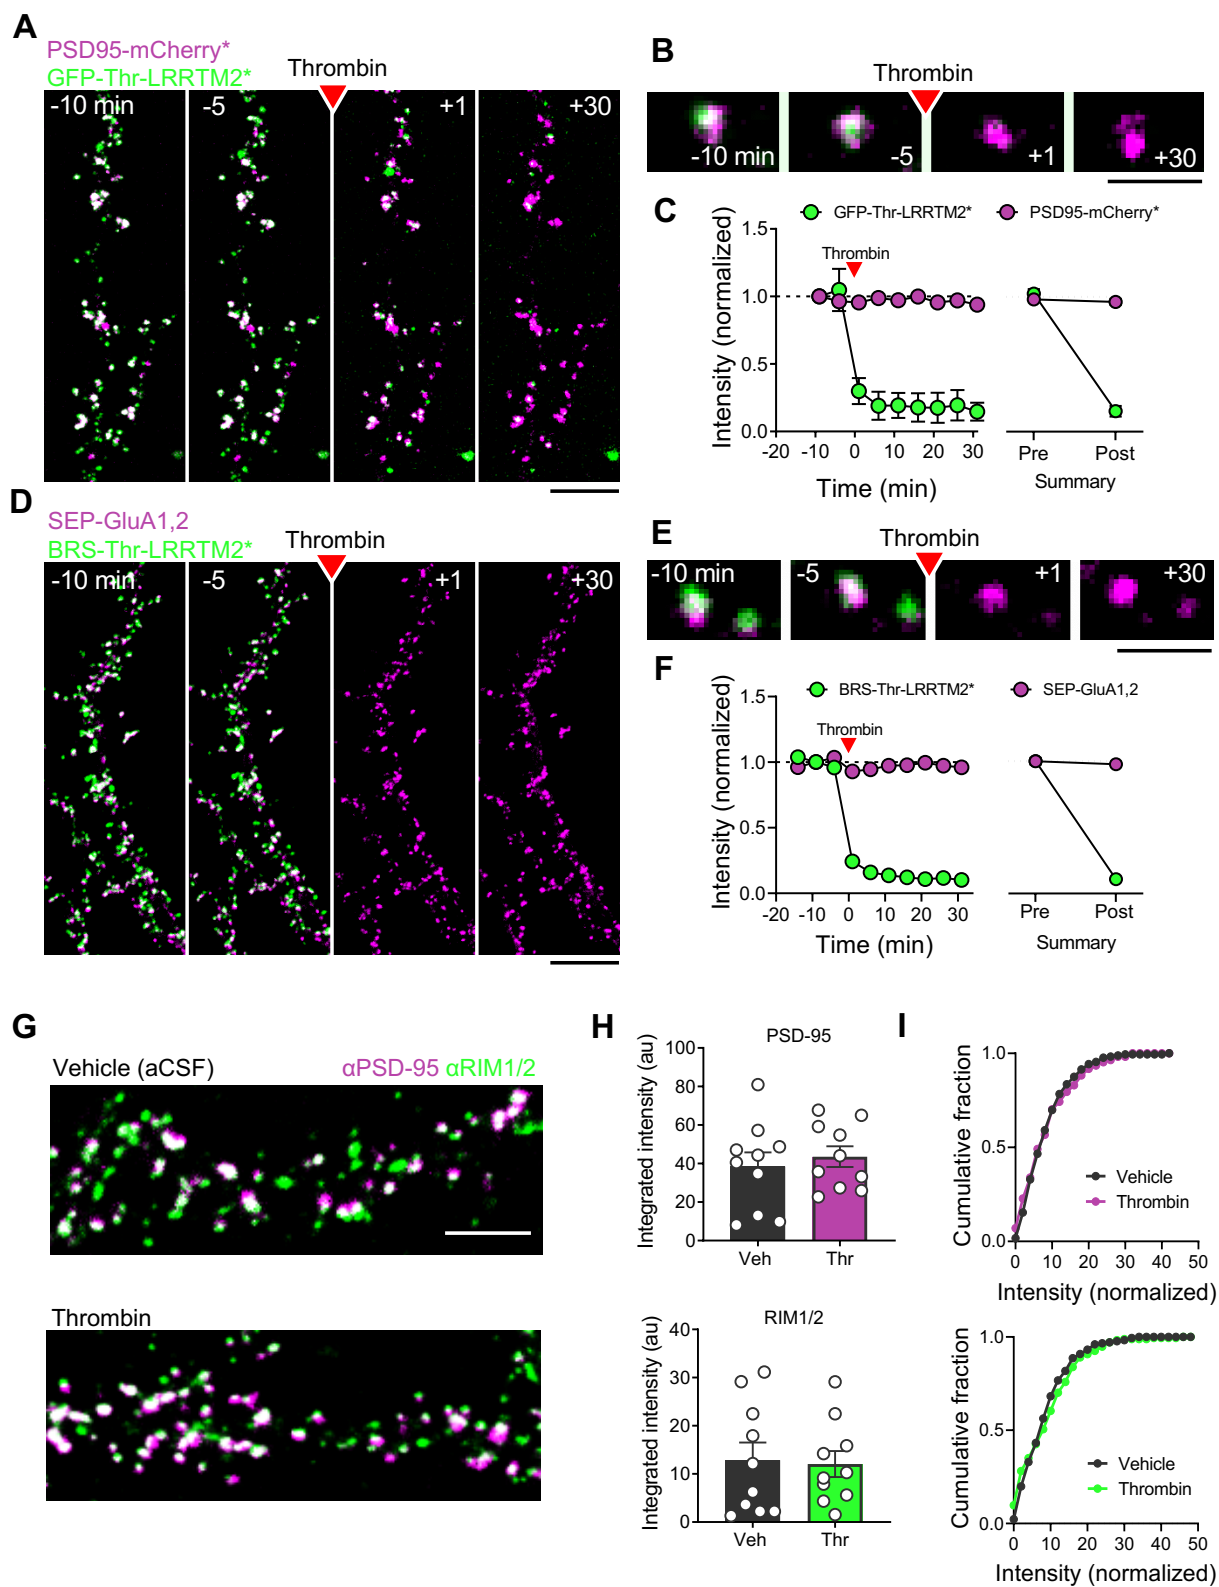 A
PSD95-mCherry*
GFP-Thr-LRRTM2*
Thrombin
-10 min
-5
+1
+30
B
Thrombin
-10 min
-5
+1
+30
C
GFP-Thr-LRRTM2*
PSD95-mCherry*
Intensity (normalized)
1.5
1.0
0.5
0.0
Thrombin
-20 -10 0 10 20 30
Time (min)
Pre Post
Summary
D
SEP-GluA1,2
BRS-Thr-LRRTM2*
Thrombin
-10 min
-5
+1
+30
E
Thrombin
-10 min
-5
+1
+30
F
BRS-Thr-LRRTM2*
SEP-GluA1,2
Intensity (normalized)
1.5
1.0
0.5
0.0
Thrombin
-20 -10 0 10 20 30
Time (min)
Pre Post
Summary
G
Vehicle (aCSF)
αPSD-95 αRIM1/2
Thrombin
H
PSD-95
Integrated intensity (au)
100
80
60
40
20
0
Veh Thr
RIM1/2
Integrated intensity (au)
40
30
20
10
0
Veh Thr
I
Cumulative fraction
1.0
0.5
0.0
Vehicle
Thrombin
0 10 20 30 40 50
Intensity (normalized)
Cumulative fraction
1.0
0.5
0.0
Vehicle
Thrombin
0 10 20 30 40 50
Intensity (normalized)